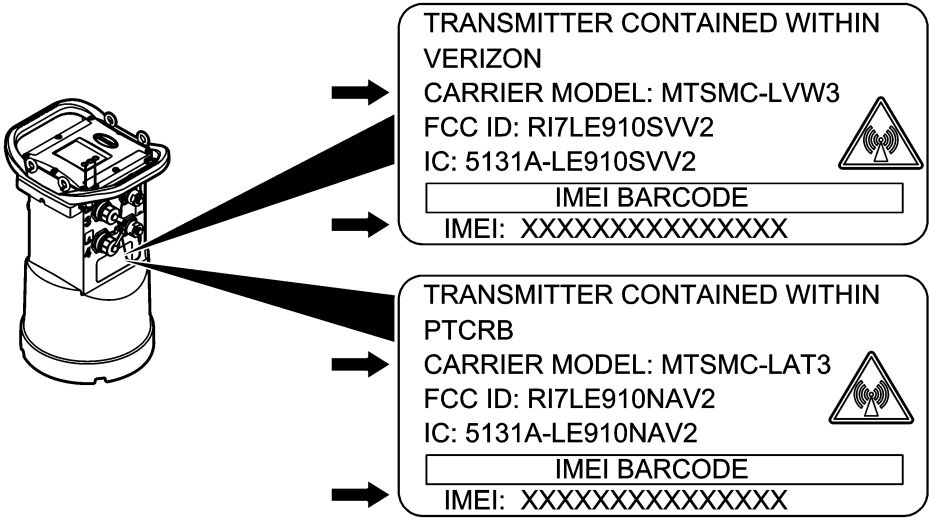 TRANSMITTER CONTAINED WITHIN
VERIZON
CARRIER MODEL: MTSMC-LVW3
FCC ID: RI7LE910SVV2
IC: 5131A-LE910SVV2
IMEI BARCODE
IMEI: XXXXXXXXXXXXXXX
TRANSMITTER CONTAINED WITHIN
PTCRB
CARRIER MODEL: MTSMC-LAT3
FCC ID: RI7LE910NAV2
IC: 5131A-LE910NAV2
IMEI BARCODE
IMEI: XXXXXXXXXXXXXXX